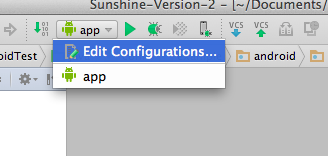 Sunshine-Version-2 - [~/Documents/
app
VCS VCS
Edit Configurations...
oidTest
android
app